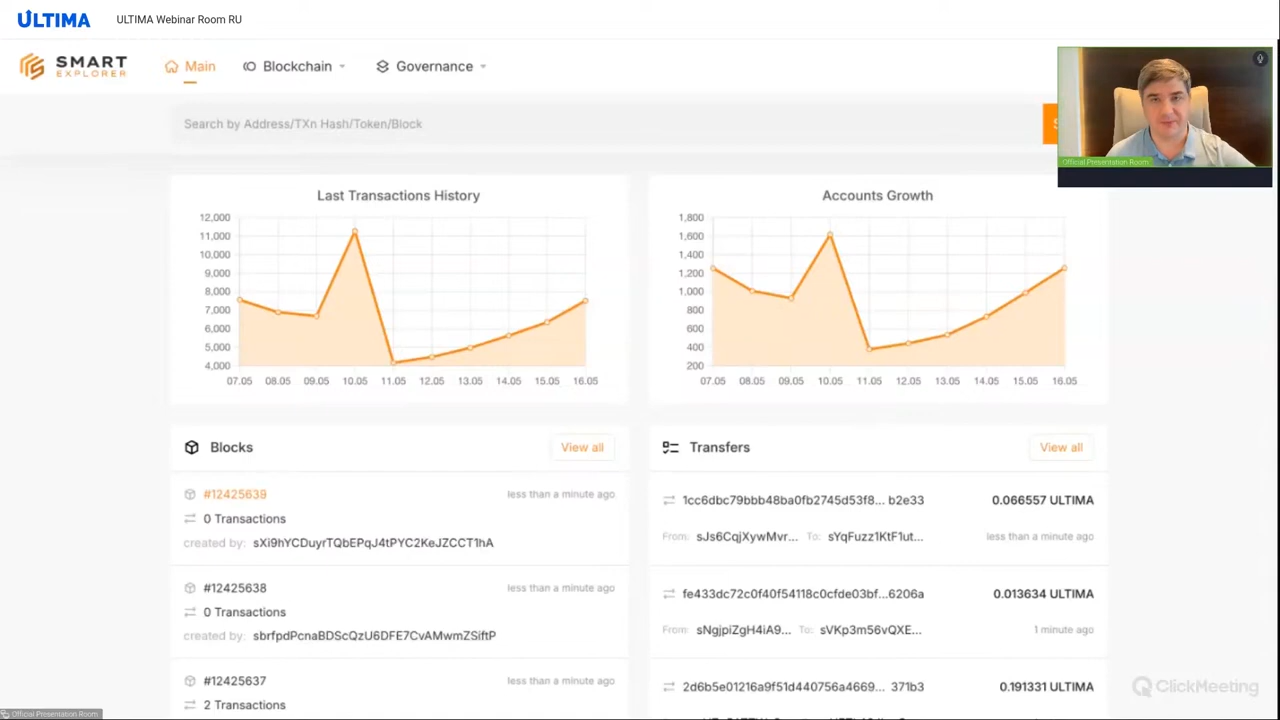 ULTIMA
ULTIMA Webinar Room RU
SMART
EXPLORER
Main
Blockchain
Governance
Search by Address/TXn Hash/Token/Block
Official Presentation Room
Last Transactions History
12,000
11,000
10,000
9,000
8,000
7,000
6,000
5,000
4,000
07.05 08.05 09.05 10.05 11.05 12.05 13.05 14.05 15.05 16.05
Accounts Growth
1,800
1,600
1,400
1,200
1,000
800
600
400
200
07.05 08.05 09.05 10.05 11.05 12.05 13.05 14.05 15.05 16.05
Blocks
View all
#12425639
less than a minute ago
0 Transactions
created by: sXi9hYCDuyrTQbEPqJ4tPYC2KeJZCCT1hA
#12425638
less than a minute ago
0 Transactions
created by: sbrfpdPcnaBDScQzU6DFE7CvAMwmZSiftP
#12425637
less than a minute ago
2 Transactions
Transfers
View all
1cc6dbc79bbb48ba0fb2745d53f8... b2e33
0.066557 ULTIMA
From: sJs6CqjXywMvr... To: sYqFuzz1KtF1ut...
less than a minute ago
fe433dc72c0f40f54118c0cfde03bf...6206a
0.013634 ULTIMA
From: sNgjpiZgH4iA9... To: sVKp3m56vQXE...
1 minute ago
2d6b5e01216a9f51d440756a4669... 371b3
0.191331 ULTIMA
ClickMeeting
Official Presentation Room